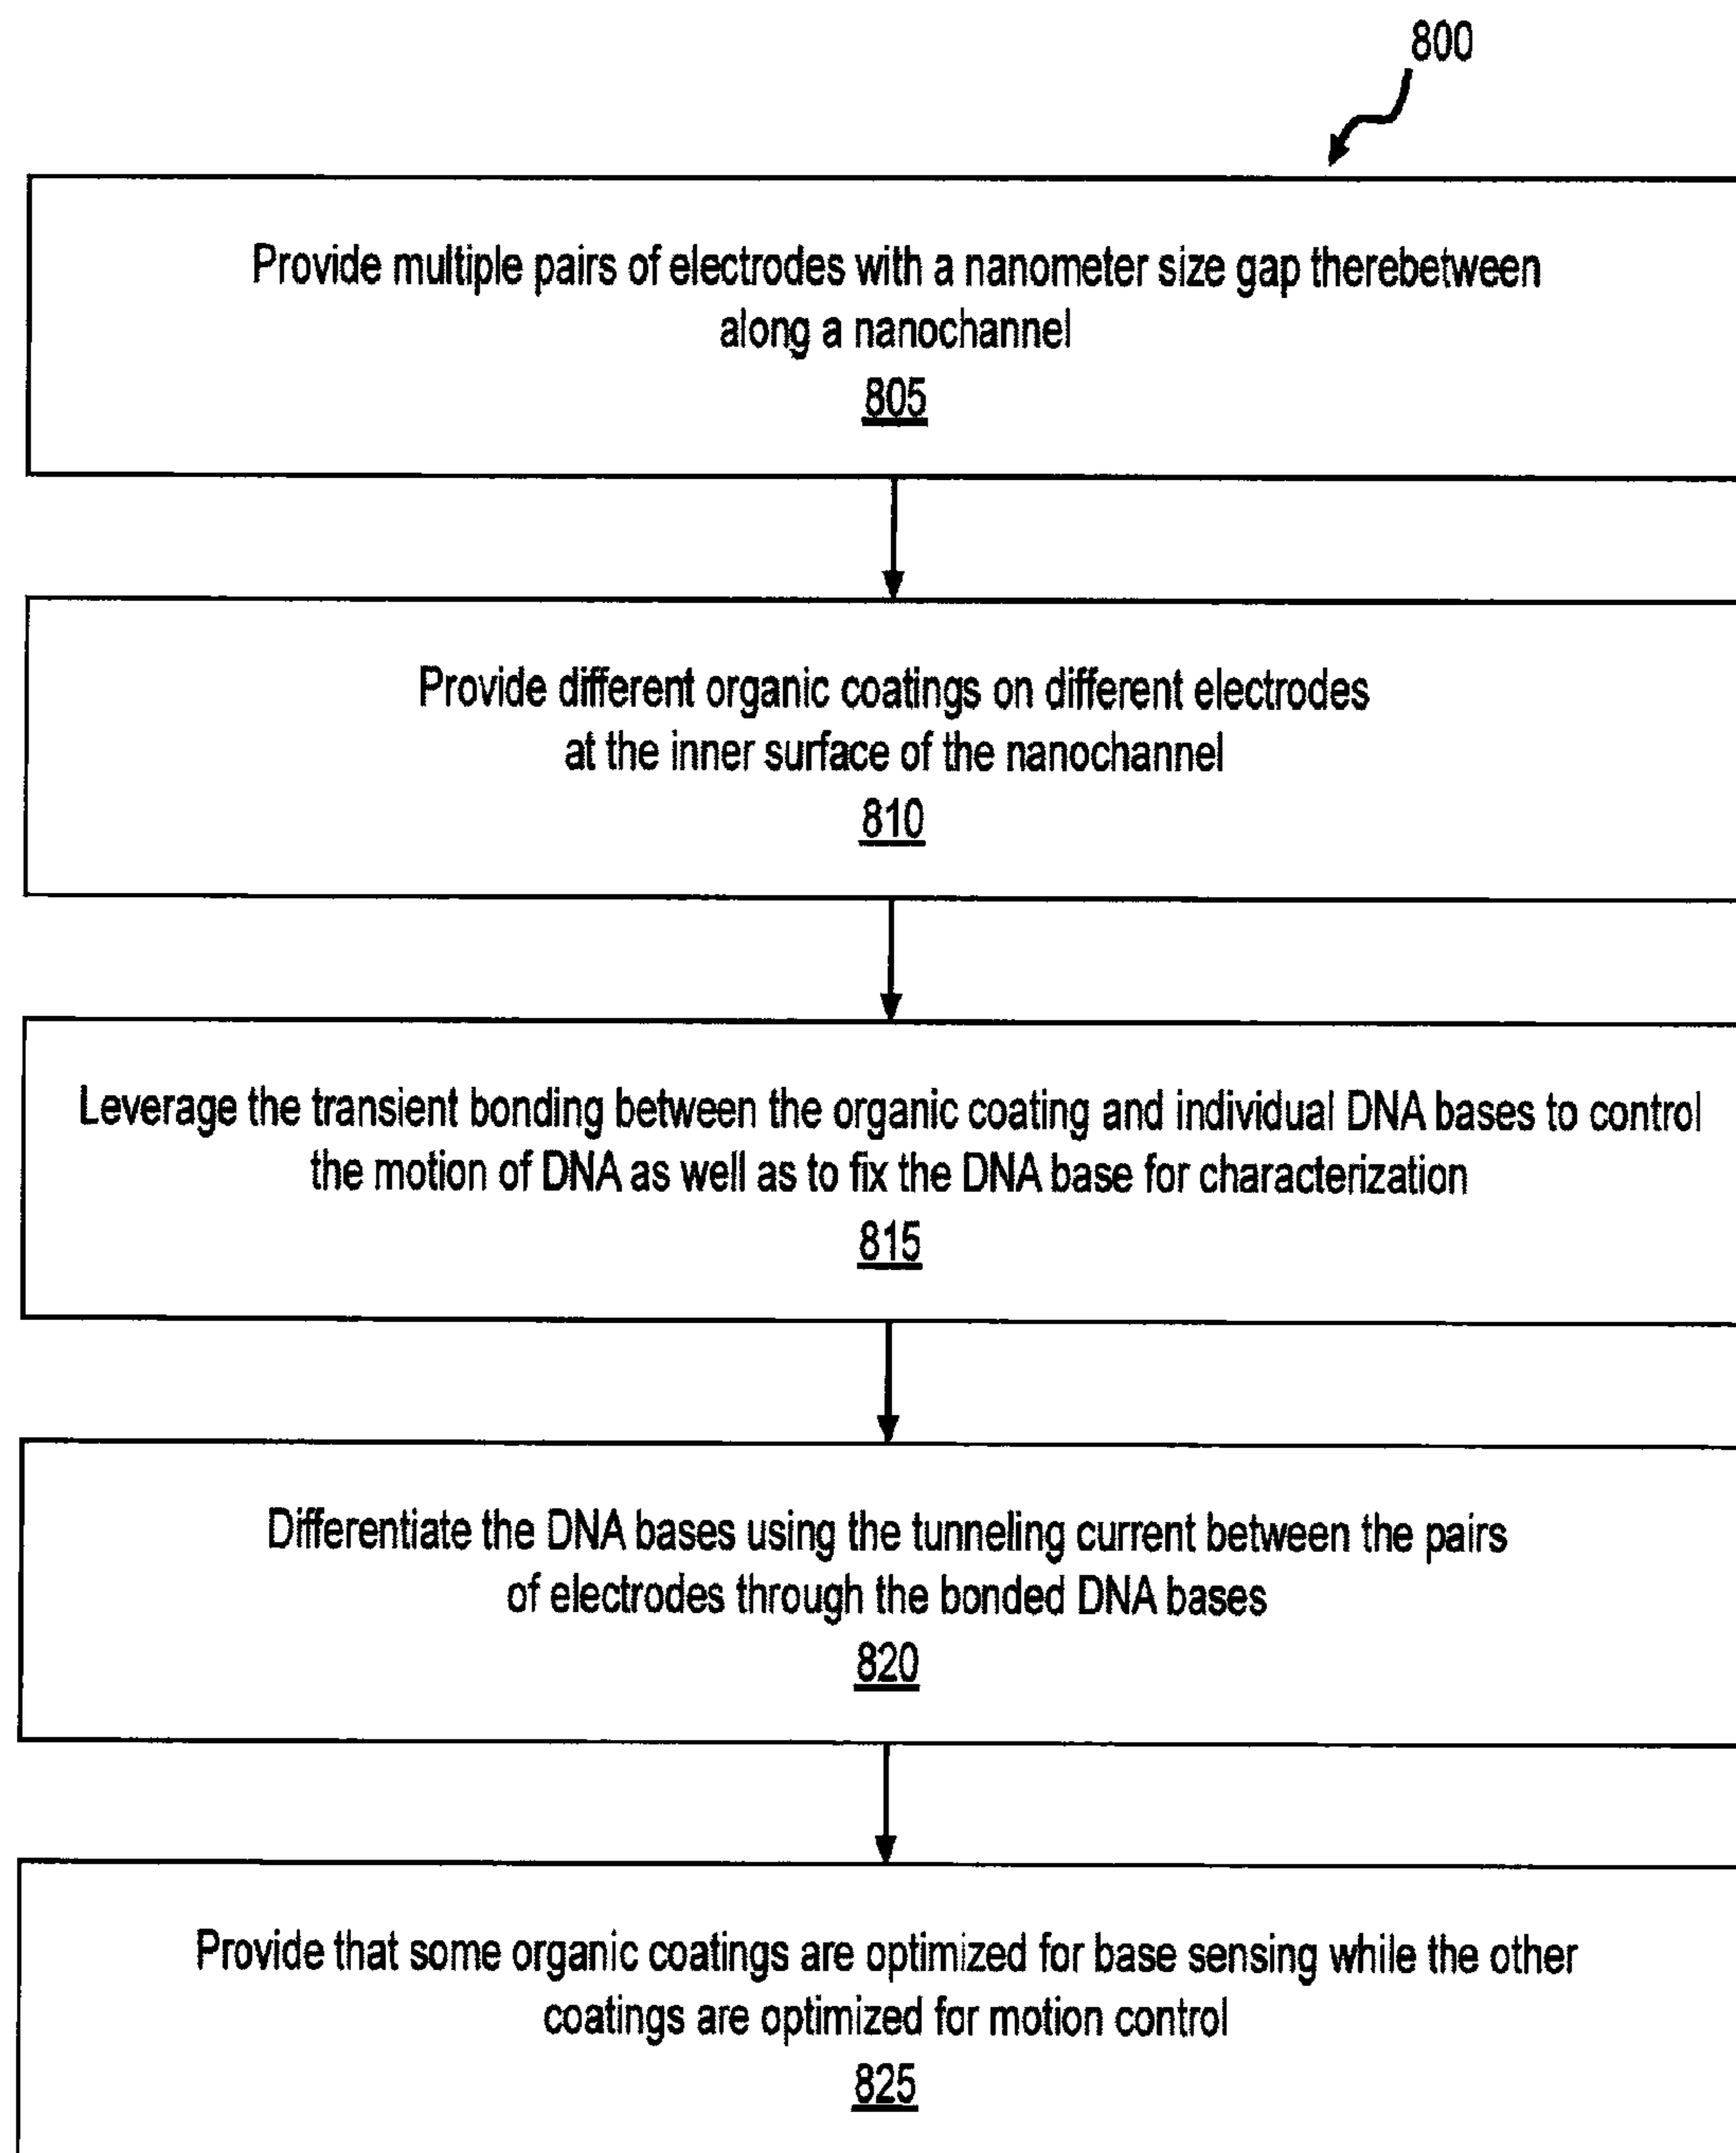 800
Provide multiple pairs of electrodes with a nanometer size gap therebetween
along a nanochannel
805
Provide different organic coatings on different electrodes
at the inner surface of the nanochannel
810
Leverage the transient bonding between the organic coating and individual DNA bases to control
the motion of DNA as well as to fix the DNA base for characterization
815
Differentiate the DNA bases using the tunneling current between the pairs
of electrodes through the bonded DNA bases
820
Provide that some organic coatings are optimized for base sensing while the other
coatings are optimized for motion control
825